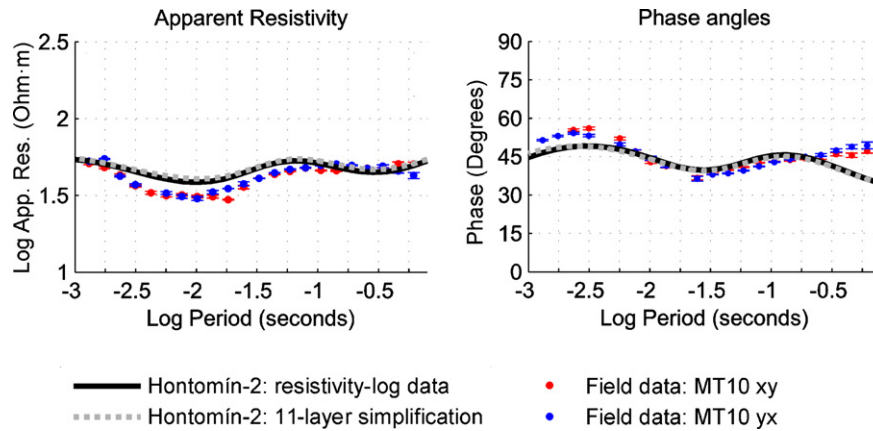 Apparent Resistivity
Phase angles
Log App. Res. (Ohm·m)
2.5
2
1.5
1
-3
-2.5
-2
-1.5
-1
-0.5
Log Period (seconds)
Phase (Degrees)
90
75
60
45
30
15
0
-3
-2.5
-2
-1.5
-1
-0.5
Log Period (seconds)
Hontomín-2: resistivity-log data
Hontomín-2: 11-layer simplification
Field data: MT10 xy
Field data: MT10 yx